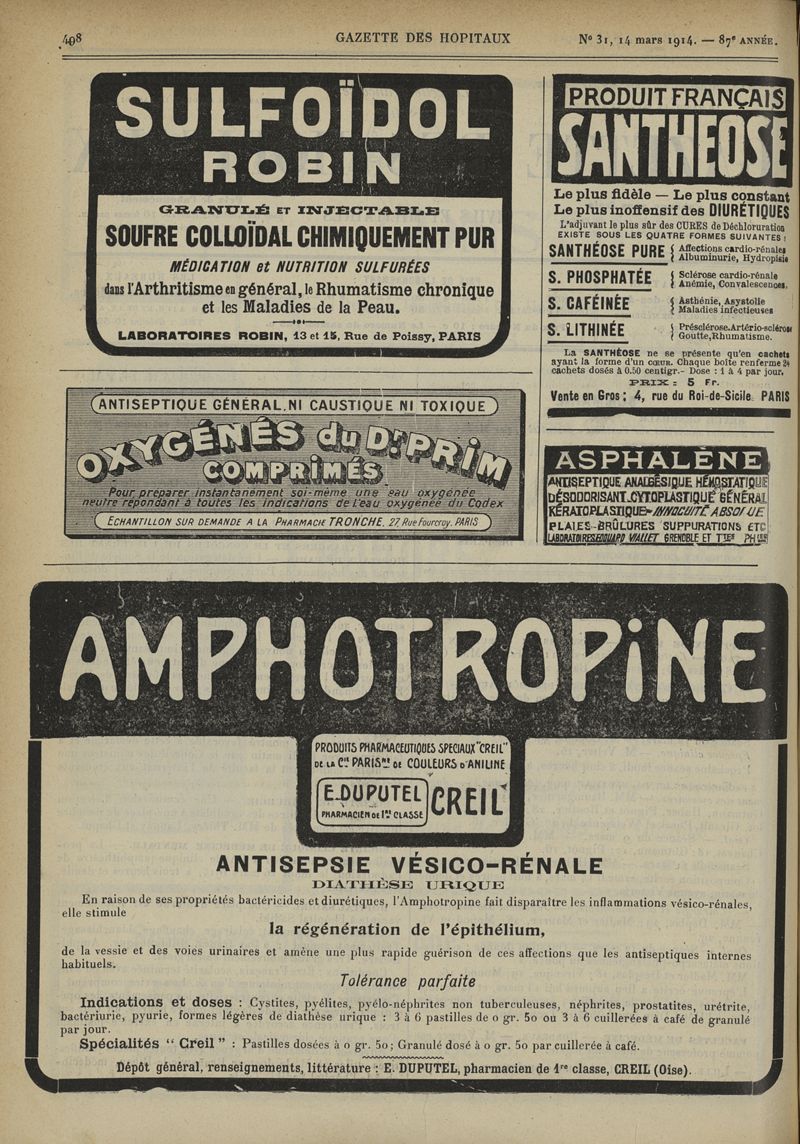 498
GAZETTE DES HOPITAUX
N° 31, 14 mars 1914. — 87e ANNÉE.
SULFOÏDOL
ROBIN
GRANULÉ ET INJECTABLE
SOUFRE COLLOÏDAL CHIMIQUEMENT PUR
MÉDICATION et NUTRITION SULFURÉES
dans l'Arthritisme en général, le Rhumatisme chronique
et les Maladies de la Peau.
LABORATOIRES ROBIN, 13 et 15, Rue de Poissy, PARIS
ANTISEPTIQUE GÉNÉRAL. NI CAUSTIQUE NI TOXIQUE
OXYGÉNÉS du Dr PRIM
COMPRIMÉS
Pour préparer instantanément soi-même une eau oxygénée
neutre répondant à toutes les indications de l'eau oxygénée du Codex
ECHANTILLON SUR DEMANDE A LA PHARMACIE TRONCHE, 27, Rue Fourcroy, PARIS
PRODUIT FRANÇAIS
SANTHEOSE
Le plus fidèle — Le plus constant
Le plus inoffensif des DIURÉTIQUES
L'adjuvant le plus sûr des CURES de Déchloruration
EXISTE SOUS LES QUATRE FORMES SUIVANTES :
SANTHÉOSE PURE { Affections cardio-rénales
Albuminurie, Hydropisie
S. PHOSPHATÉE { Sclérose cardio-rénale
Anémie, Convalescences.
S. CAFÉINÉE { Asthénie, Asystolie
Maladies infectieuses
S. LITHINÉE { Présclérose, Artério-sclérose
Goutte, Rhumatisme.
La SANTHÉOSE ne se présente qu'en cachets
ayant la forme d'un cœur. Chaque boîte renferme 24
cachets dosés à 0.50 centigr. - Dose : 1 à 4 par jour.
PRIX : 5 Fr.
Vente en Gros : 4, rue du Roi-de-Sicile PARIS
ASPHALÈNE
ANTISEPTIQUE ANALGÉSIQUE HÉMOSTATIQUE
DÉSODORISANT CYTOPLASTIQUE GÉNÉRAL
KÉRATOPLASTIQUE - INNOCUITÉ ABSOLUE
PLAIES - BRÛLURES SUPPURATIONS ETC
LABORATOIRES EDOUARD VIALLET GRENOBLE ET TTES PHIES
AMPHOTROPiNE
PRODUITS PHARMACEUTIQUES SPECIAUX "CREIL"
DE LA Cie PARISne DE COULEURS D'ANILINE
E. DUPUTEL
PHARMACIEN DE 1re CLASSE
CREIL
ANTISEPSIE VÉSICO-RÉNALE
DIATHÈSE URIQUE
En raison de ses propriétés bactéricides et diurétiques, l'Amphotropine fait disparaître les inflammations vésico-rénales,
elle stimule
la régénération de l'épithélium,
de la vessie et des voies urinaires et amène une plus rapide guérison de ces affections que les antiseptiques internes
habituels.
Tolérance parfaite
Indications et doses : Cystites, pyélites, pyélo-néphrites non tuberculeuses, néphrites, prostatites, urétrite,
bactériurie, pyurie, formes légères de diathèse urique : 3 à 6 pastilles de 0 gr. 50 ou 3 à 6 cuillerées à café de granulé
par jour.
Spécialités " Creil " : Pastilles dosées à 0 gr. 50 ; Granulé dosé à 0 gr. 50 par cuillerée à café.
Dépôt général, renseignements, littérature : E. DUPUTEL, pharmacien de 1re classe, CREIL (Oise).